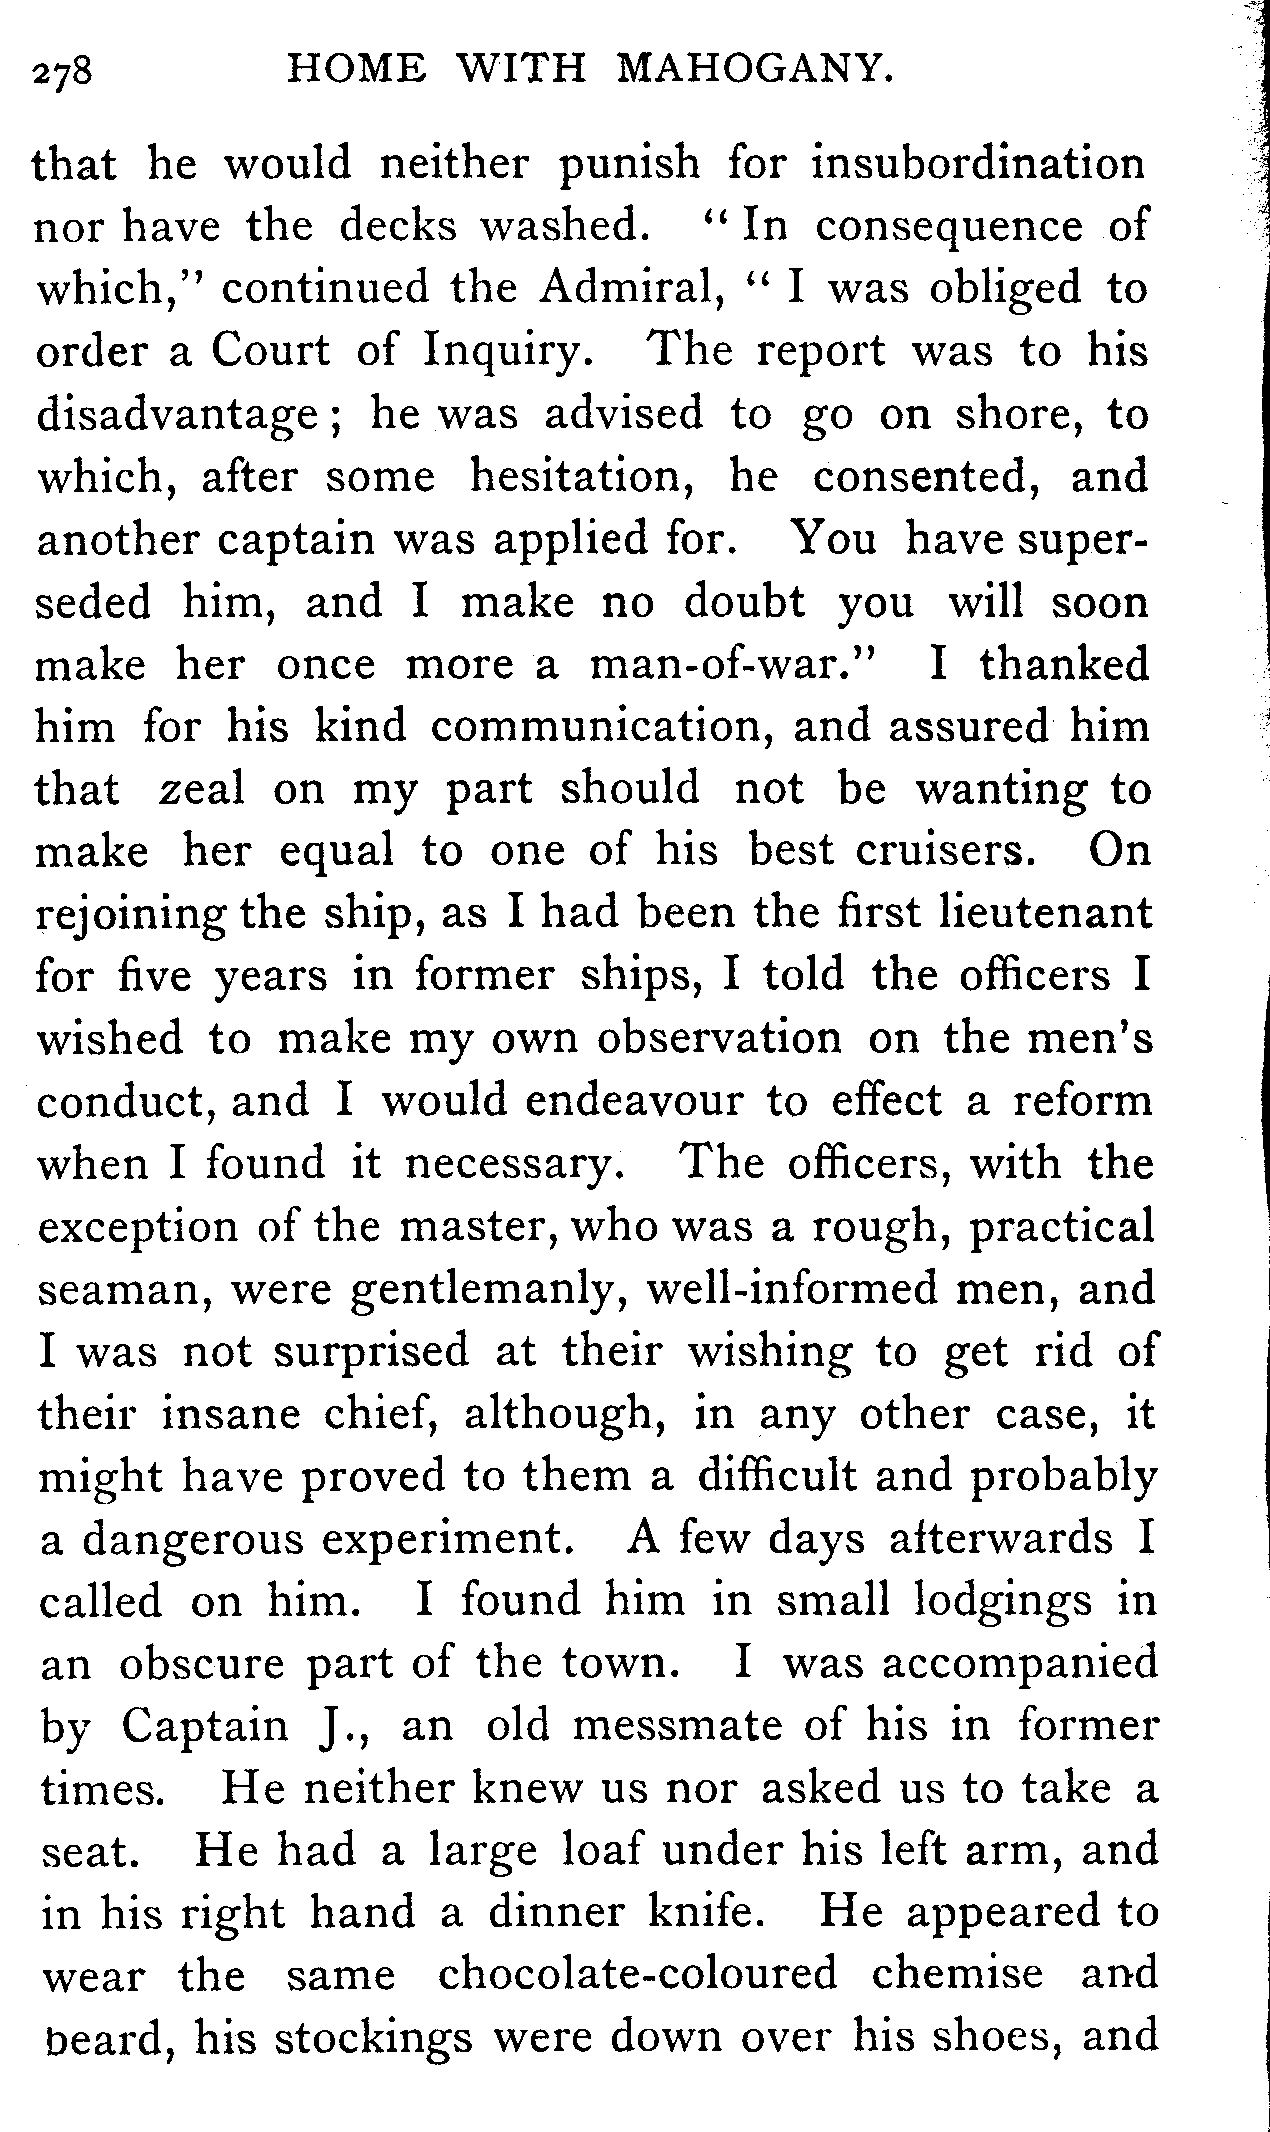 278 HOME WITH MAHOGANY.
that he would neither punish for insubordination
nor have the decks washed. "In consequence of
which," continued the Admiral, "I was obliged to
order a Court of Inquiry. The report was to his
disadvantage; he was advised to go on shore, to
which, after some hesitation, he consented, and
another captain was applied for. You have super-
seded him, and I make no doubt you will soon
make her once more a man-of-war." I thanked
him for his kind communication, and assured him
that zeal on my part should not be wanting to
make her equal to one of his best cruisers. On
rejoining the ship, as I had been the first lieutenant
for five years in former ships, I told the officers I
wished to make my own observation on the men's
conduct, and I would endeavour to effect a reform
when I found it necessary. The officers, with the
exception of the master, who was a rough, practical
seaman, were gentlemanly, well-informed men, and
I was not surprised at their wishing to get rid of
their insane chief, although, in any other case, it
might have proved to them a difficult and probably
a dangerous experiment. A few days afterwards I
called on him. I found him in small lodgings in
an obscure part of the town. I was accompanied
by Captain J., an old messmate of his in former
times. He neither knew us nor asked us to take a
seat. He had a large loaf under his left arm, and
in his right hand a dinner knife. He appeared to
wear the same chocolate-coloured chemise and
beard, his stockings were down over his shoes, and